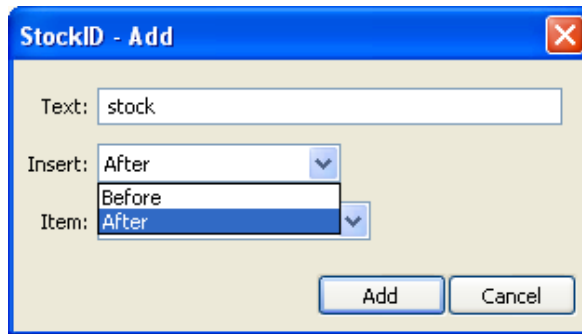 StockID - Add
Text: stock
Insert: After
Before
Item: After
Add Cancel